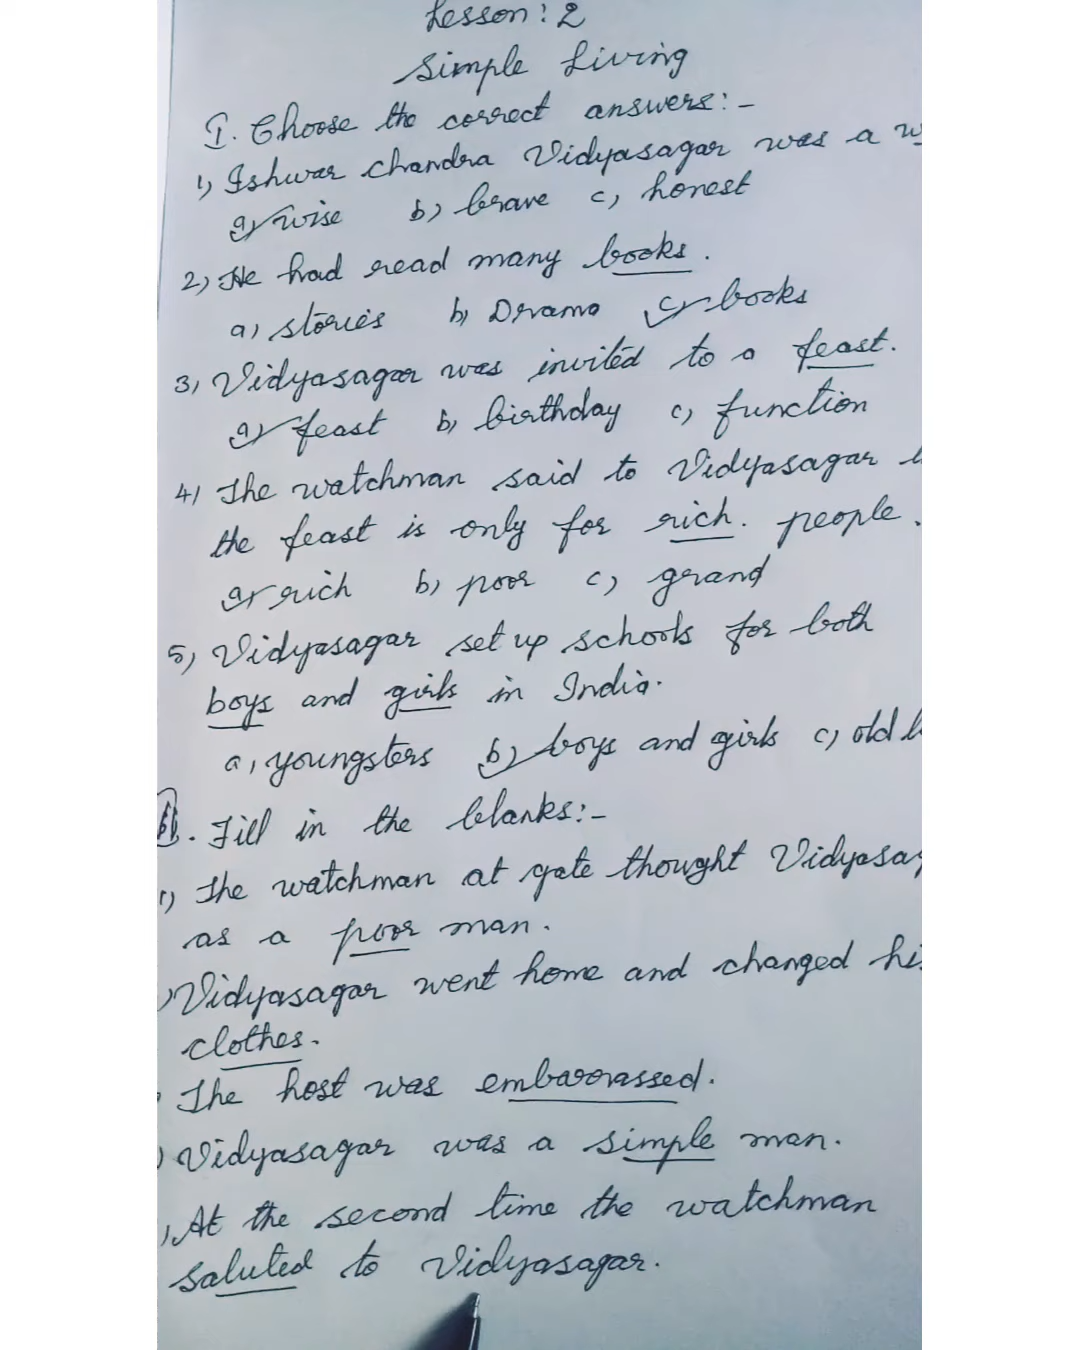 Lesson: 2
Simple Living
I. Choose the correct answers:-
1) Ishwar chandra Vidyasagar was a
a) wise b) brave c) honest
2) He had read many books.
a) stories b) Drama c) books
3) Vidyasagar was invited to a feast.
a) feast b) birthday c) function
4) The watchman said to Vidyasagar
the feast is only for rich. people.
a) rich b) poor c) grand
5) Vidyasagar set up schools for both
boys and girls in India.
a) youngsters b) boys and girls c) old
. Fill in the blanks:-
1) The watchman at gate thought Vidyasag
as a poor man.
) Vidyasagar went home and changed hi
clothes.
The host was embarrassed.
) Vidyasagar was a simple man.
) At the second time the watchman
saluted to Vidyasagar.